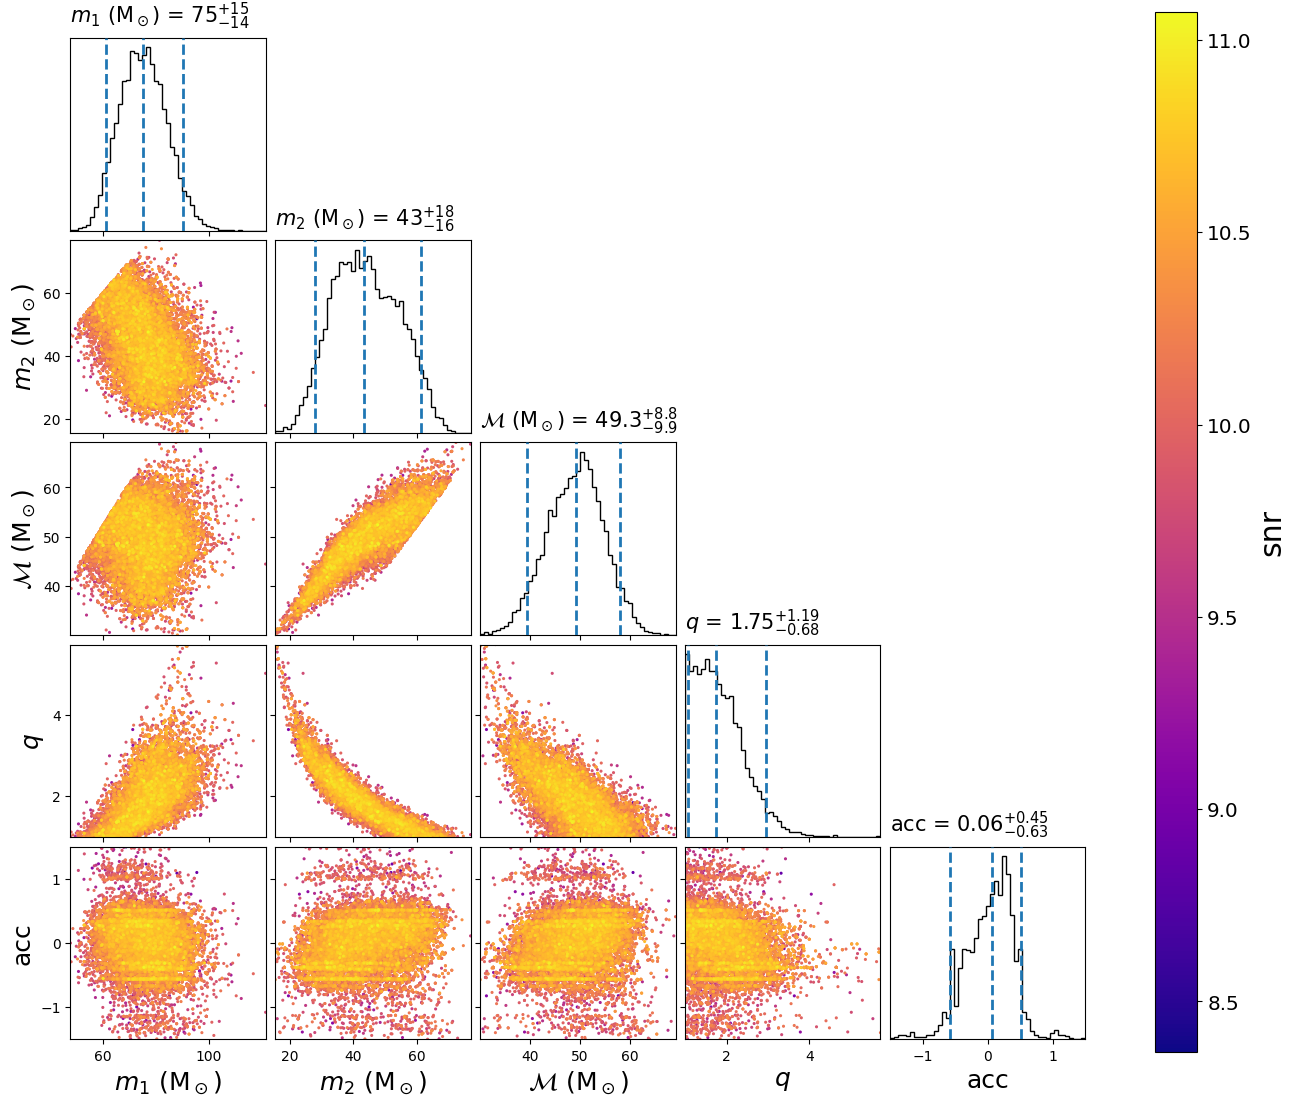 m₁ (M⊙) = 75⁺¹⁵₋₁₄
m₂ (M⊙) = 43⁺¹⁸₋₁₆
ℳ (M⊙) = 49.3⁺⁸·⁸₋₉.₉
q = 1.75⁺¹·¹⁹₋₀.₆₈
acc = 0.06⁺⁰·⁴⁵₋₀.₆₃
m₂ (M⊙)
60
40
20
ℳ (M⊙)
60
50
40
q
4
2
acc
1
0
−1
60 100
20 40 60
40 50 60
2 4
−1 0 1
m₁ (M⊙)
m₂ (M⊙)
ℳ (M⊙)
q
acc
11.0
10.5
10.0
9.5
9.0
8.5
snr